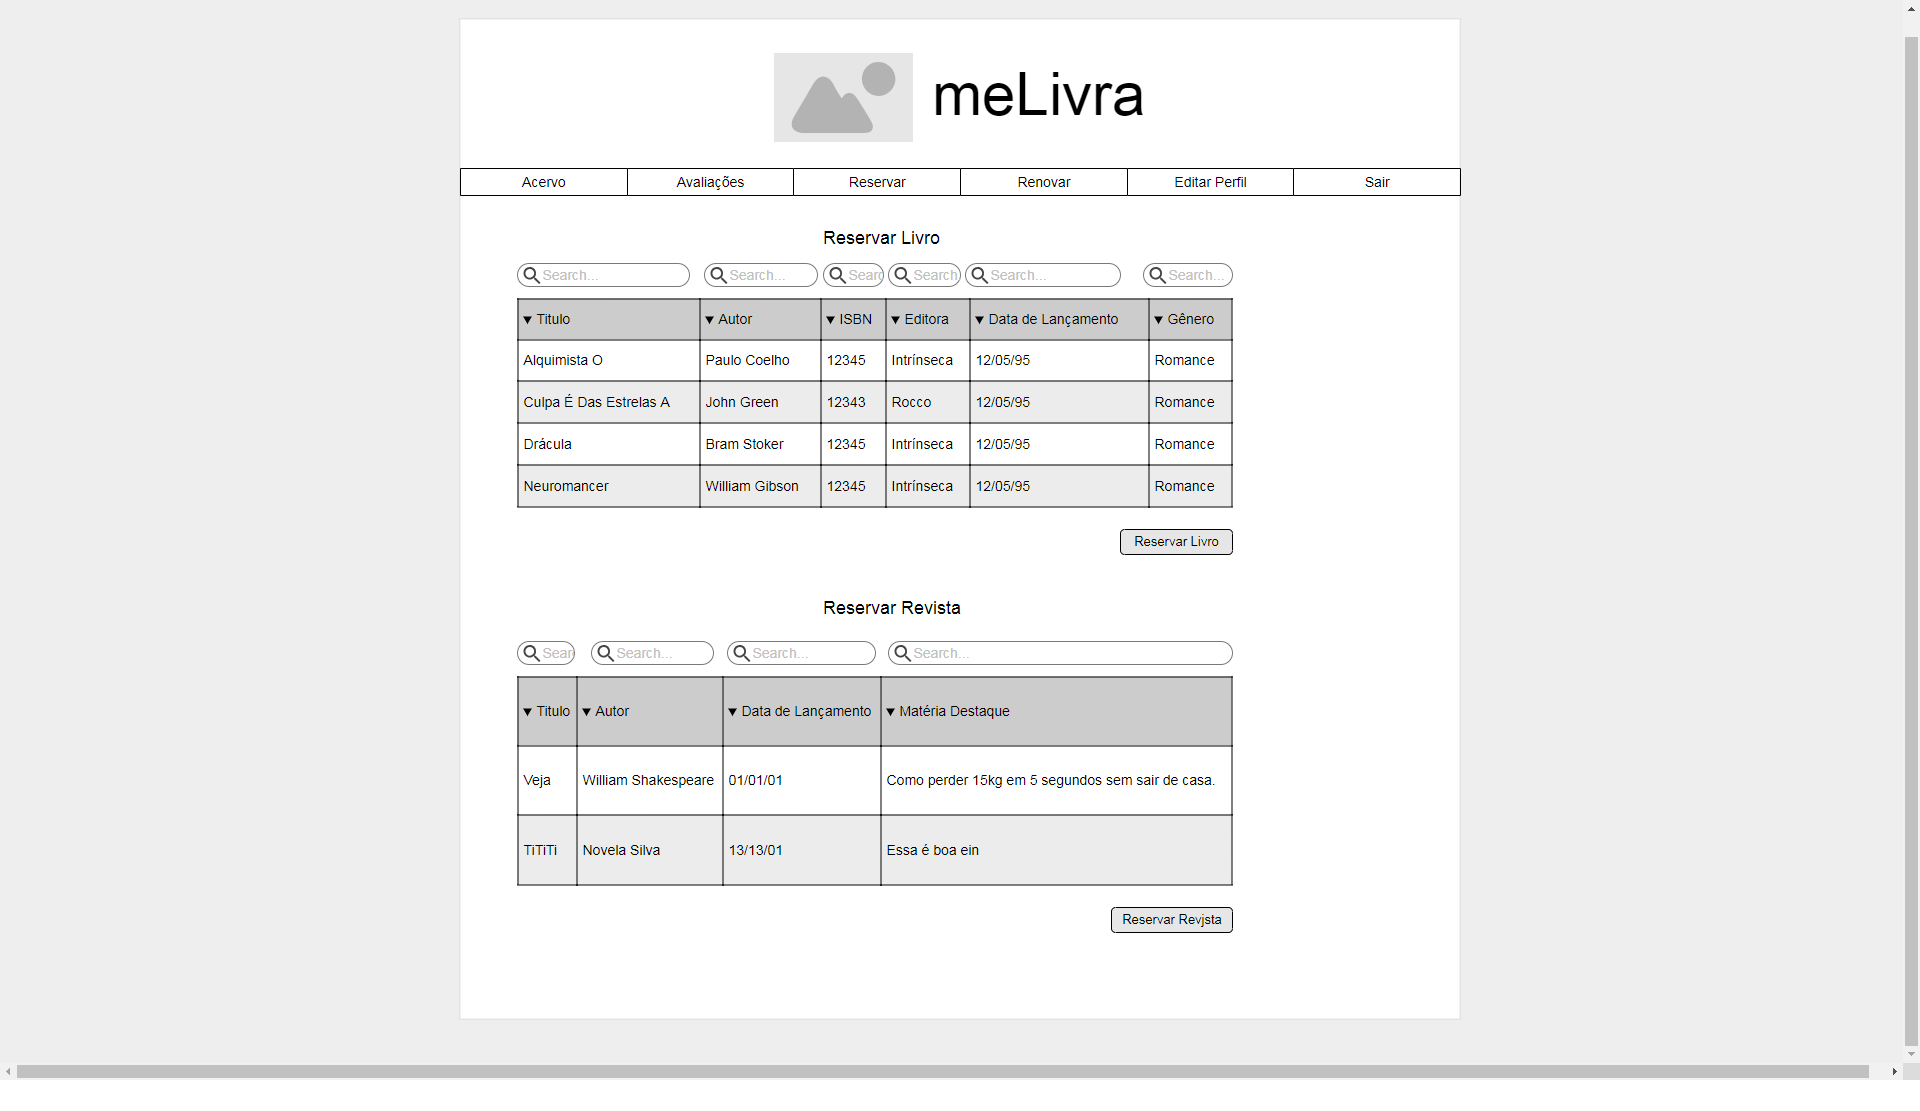 meLivra
Acervo Avaliações Reservar Renovar Editar Perfil Sair
Reservar Livro
Search... Search... Searc Search Search... Search...
Titulo Autor ISBN Editora Data de Lançamento Gênero
Alquimista O Paulo Coelho 12345 Intrínseca 12/05/95 Romance
Culpa É Das Estrelas A John Green 12343 Rocco 12/05/95 Romance
Drácula Bram Stoker 12345 Intrínseca 12/05/95 Romance
Neuromancer William Gibson 12345 Intrínseca 12/05/95 Romance
Reservar Livro
Reservar Revista
Sear Search... Search... Search...
Titulo Autor Data de Lançamento Matéria Destaque
Veja William Shakespeare 01/01/01 Como perder 15kg em 5 segundos sem sair de casa.
TiTiTi Novela Silva 13/13/01 Essa é boa ein
Reservar Revista